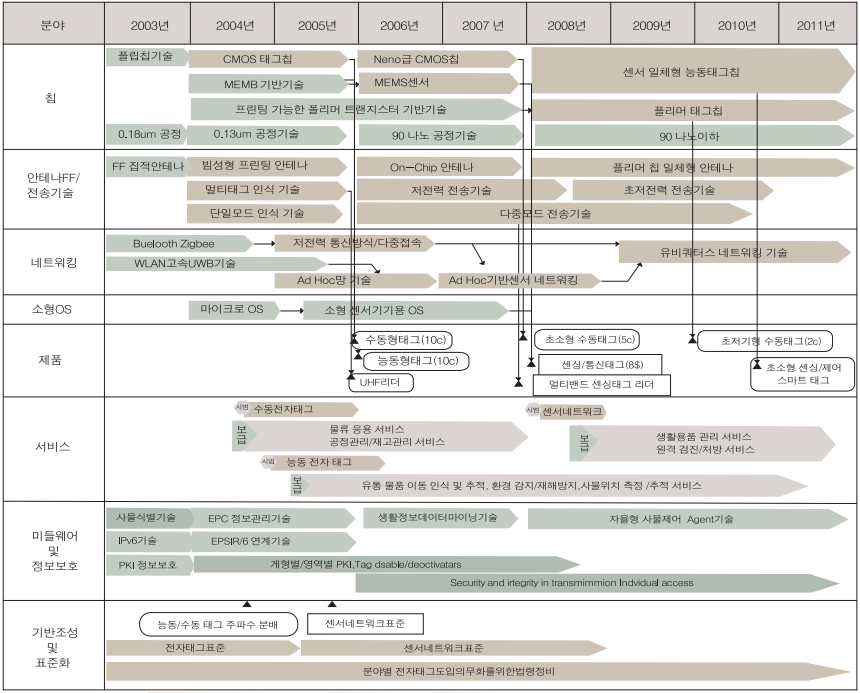 분야 2003년 2004년 2005년 2006년 2007 년 2008년 2009년 2010년 2011년
칩
플립칩기술 CMOS 태그칩 Neno급 CMOS칩 센서 일체형 능동태그칩
MEMB 기반기술 MEMS센서
프린팅 가능한 폴리머 트랜지스터 기반기술 플리머 태그칩
0.18um 공정 0.13um 공정기술 90 나노 공정기술 90 나노이하
안테나FF/
전송기술
FF 집적안테나 빔성형 프린팅 안테나 On-Chip 안테나 플리머 칩 일체형 안테나
멀티태그 인식 기술 저전력 전송기술 초저전력 전송기술
단일모드 인식 기술 다중모드 전송기술
네트워킹
Buelooth Zigbee 저전력 통신방식/다중접속 유비쿼터스 네트워킹 기술
WLAN고속UWB기술
Ad Hoc망 기술 Ad Hoc기반센서 네트워킹
소형OS 마이크로 OS 소형 센서기기용 OS
제품
수동형태그(10c) 초소형 수동태그(5c) 초저기형 수동태그(2c)
능동형태그(10c) 센싱/통신태그(8$) 초소형 센싱/제어
스마트 태그
UHF리더 멀티밴드 센싱태그 리더
서비스
시범 수동전자태그 시범 센서네트워크
보급 물류 응용 서비스
공정관리/재고관리 서비스
보급 생활용품 관리 서비스
원격 검진/처방 서비스
시범 능동 전자 태그
보급 유통 물품 이동 인식 및 추적, 환경 감지/재해방지,사물위치 측정 /추적 서비스
미들웨어
및
정보보호
사물식별기술 EPC 정보관리기술 생활정보데이터마이닝기술 자율형 사물제어 Agent기술
IPv6기술 EPSIR/6 연계기술
PKI 정보보호 계형별/영역별 PKI,Tag dsable/deoctivatars
Security and itegrity in transmimmion Indvidual access
기반조성
및
표준화
능동/수동 태그 주파수 분배 센서네트워크표준
전자태그표준 센서네트워크표준
분야별 전자태그도입의무화를위한법령정비